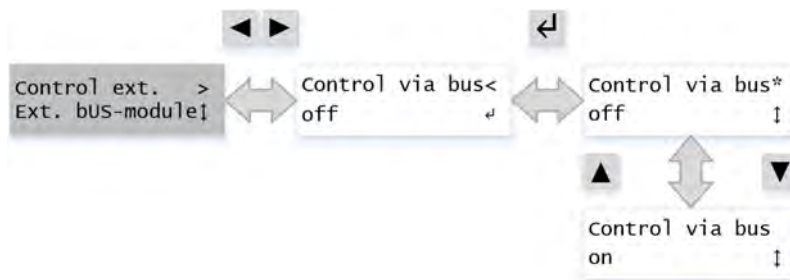 ◄ ►
↵
Control ext. >
Ext. bUS-module↕
Control via bus<
off ↵
Control via bus*
off ↕
▲
▼
Control via bus
on ↕